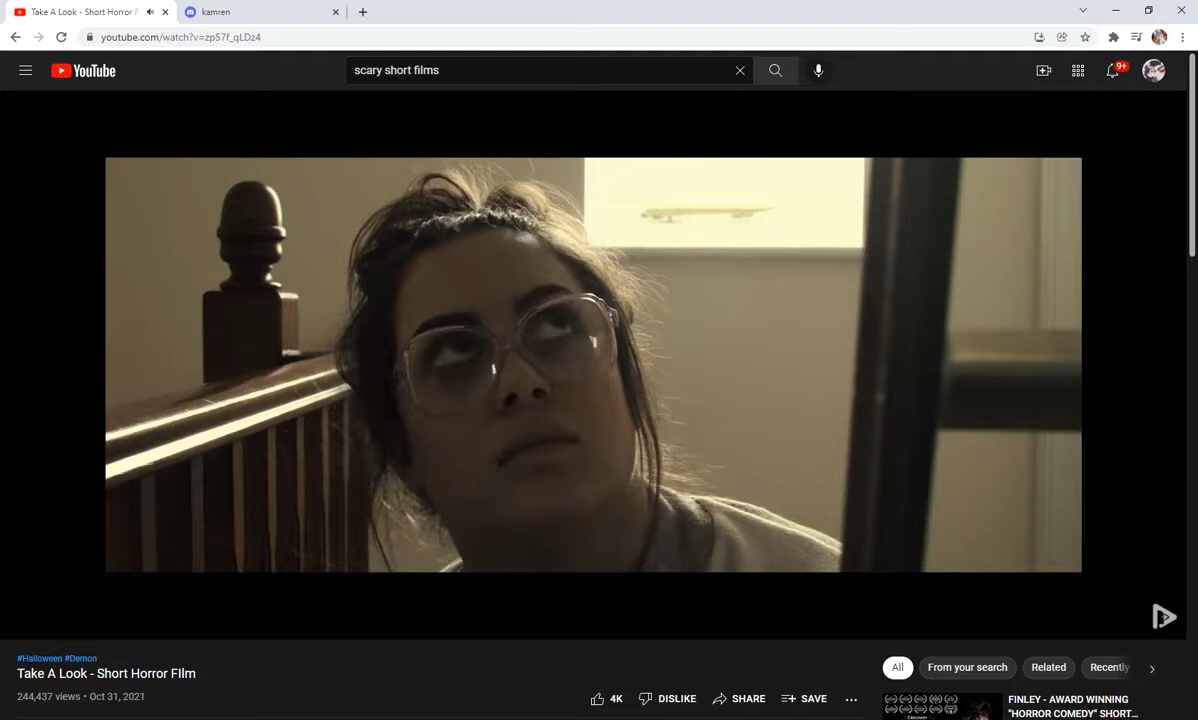 Take A Look - Short Horror F
kamren
youtube.com/watch?v=zp57f_qLDz4
YouTube
scary short films
9+
#Halloween #Demon
Take A Look - Short Horror FIlm
244,437 views • Oct 31, 2021
4K
DISLIKE
SHARE
SAVE
All
From your search
Related
Recently
FINLEY - AWARD WINNING
"HORROR COMEDY" SHORT...